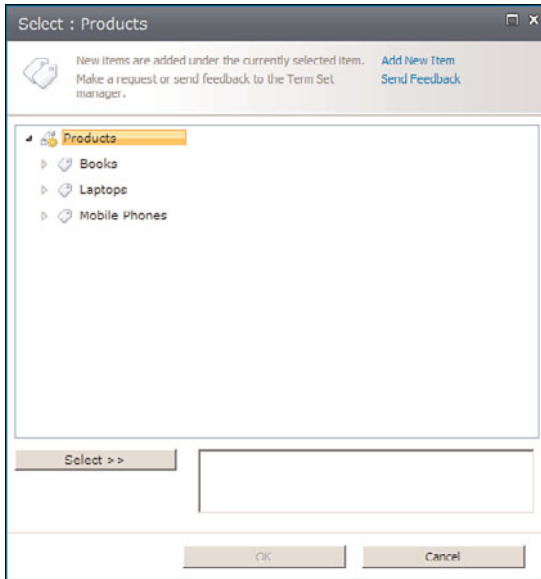 Select : Products
New items are added under the currently selected item.
Add New Item
Make a request or send feedback to the Term Set
Send Feedback
manager.
Products
Books
Laptops
Mobile Phones
Select >>
OK
Cancel